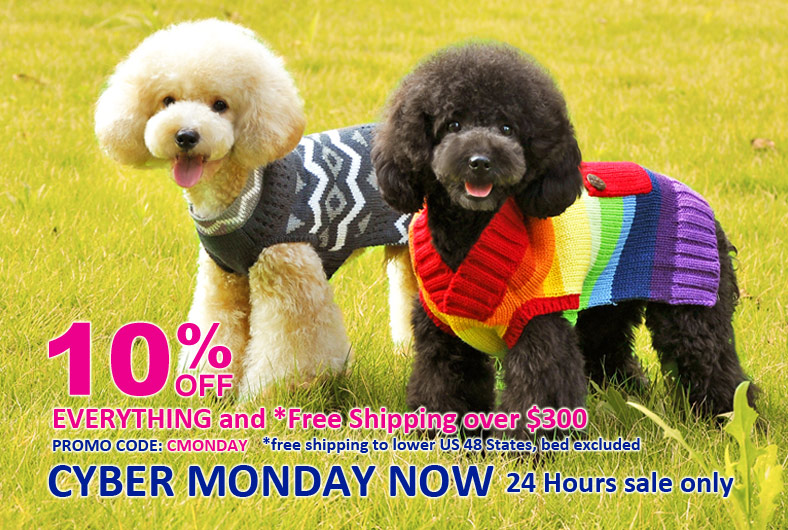 10% OFF
EVERYTHING and *Free Shipping over $300
PROMO CODE: CMONDAY *free shipping to lower US 48 States, bed excluded
CYBER MONDAY NOW 24 Hours sale only